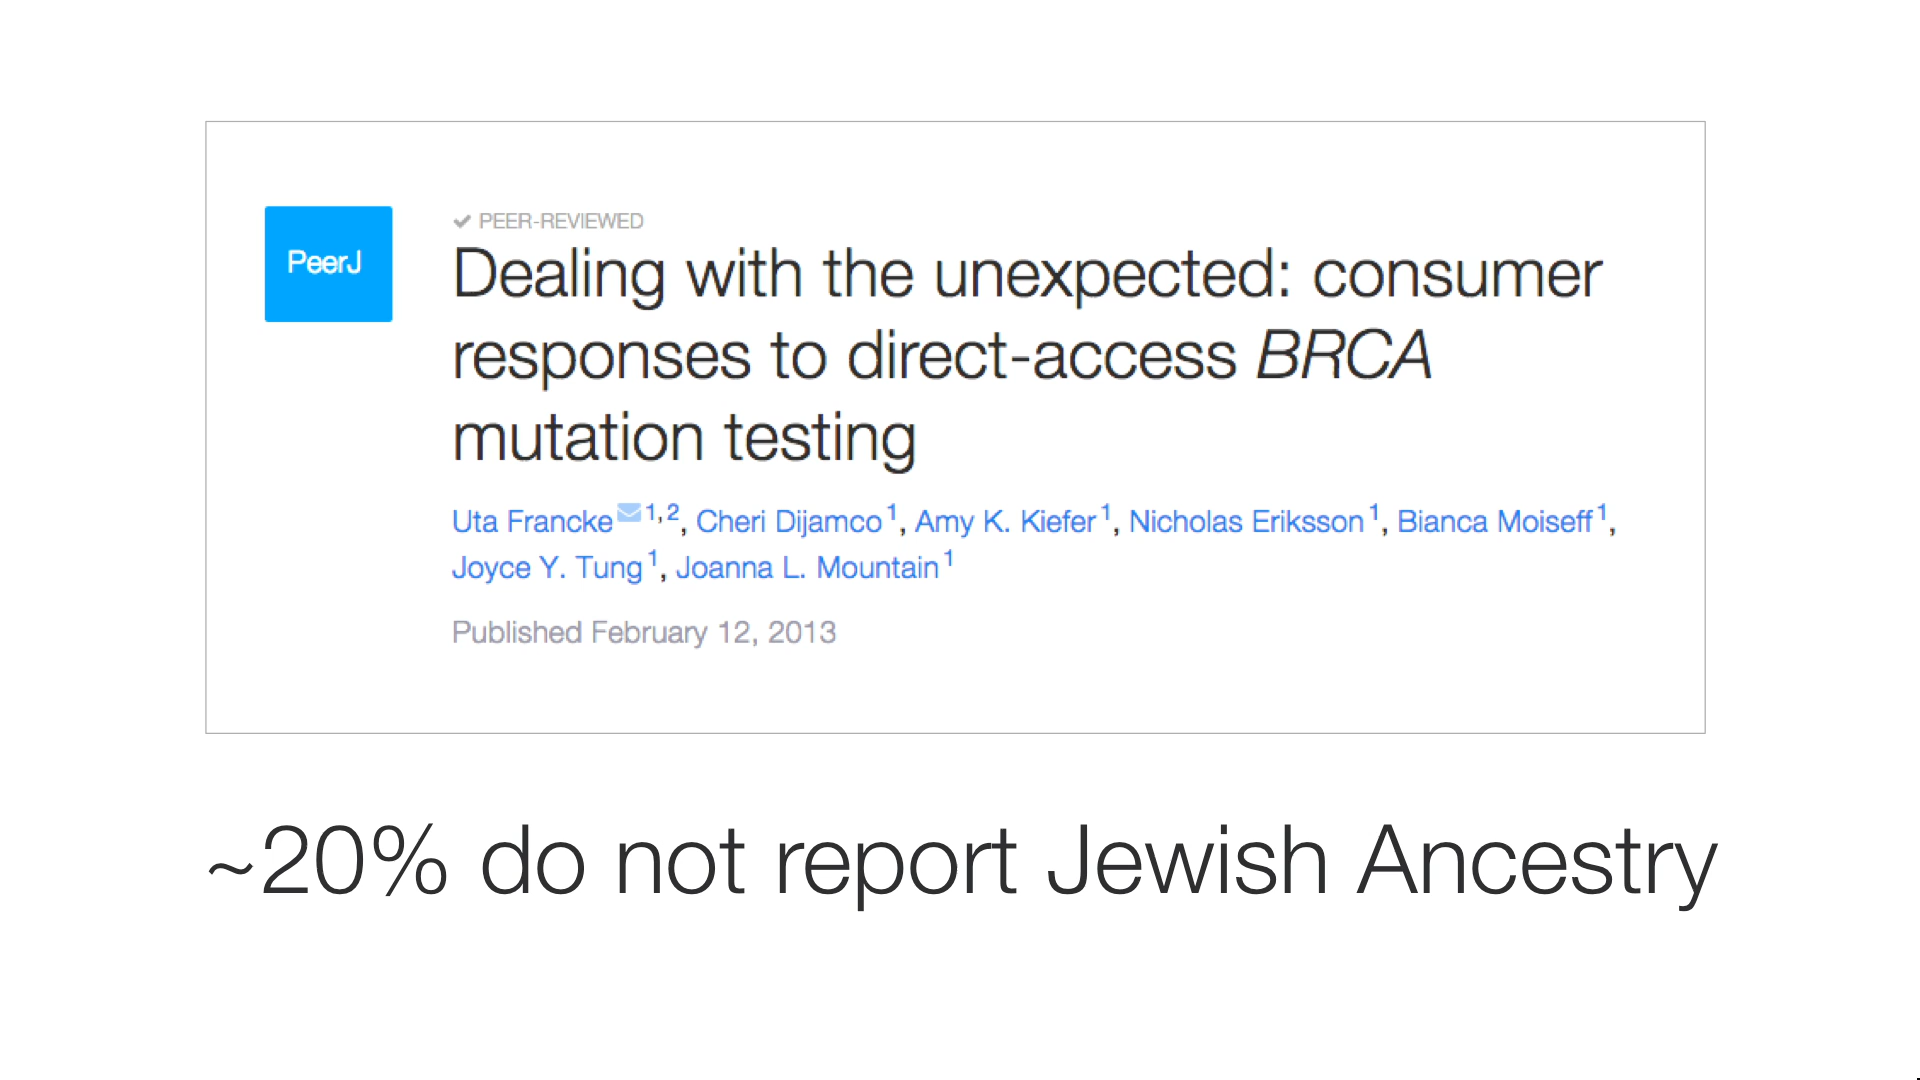 PeerJ
✔ PEER-REVIEWED
Dealing with the unexpected: consumer
responses to direct-access BRCA
mutation testing
Uta Francke 1,2, Cheri Dijamco 1, Amy K. Kiefer 1, Nicholas Eriksson 1, Bianca Moiseff 1,
Joyce Y. Tung 1, Joanna L. Mountain 1
Published February 12, 2013
~20% do not report Jewish Ancestry